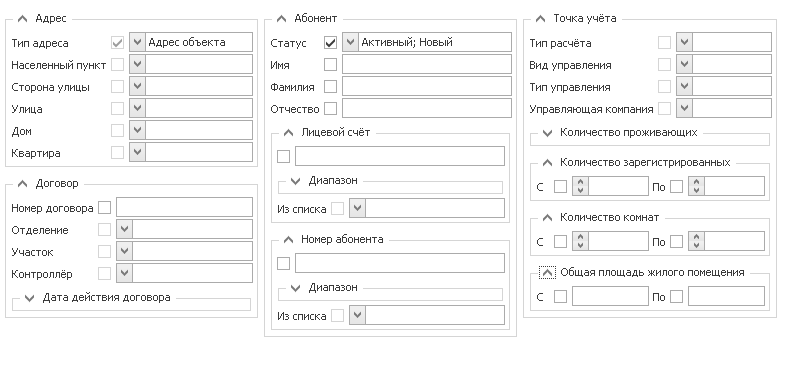 Адрес
Тип адреса Адрес объекта
Населенный пункт
Сторона улицы
Улица
Дом
Квартира
Договор
Номер договора
Отделение
Участок
Контроллёр
Дата действия договора
Абонент
Статус Активный; Новый
Имя
Фамилия
Отчество
Лицевой счёт
Диапазон
Из списка
Номер абонента
Диапазон
Из списка
Точка учёта
Тип расчёта
Вид управления
Тип управления
Управляющая компания
Количество проживающих
Количество зарегистрированных
С По
Количество комнат
С По
Общая площадь жилого помещения
С По